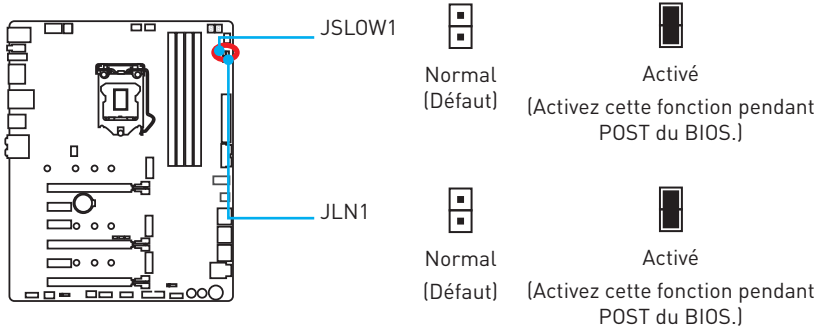 JSLOW1
Normal
(Défaut)
Activé
(Activez cette fonction pendant
POST du BIOS.)
JLN1
Normal
(Défaut)
Activé
(Activez cette fonction pendant
POST du BIOS.)